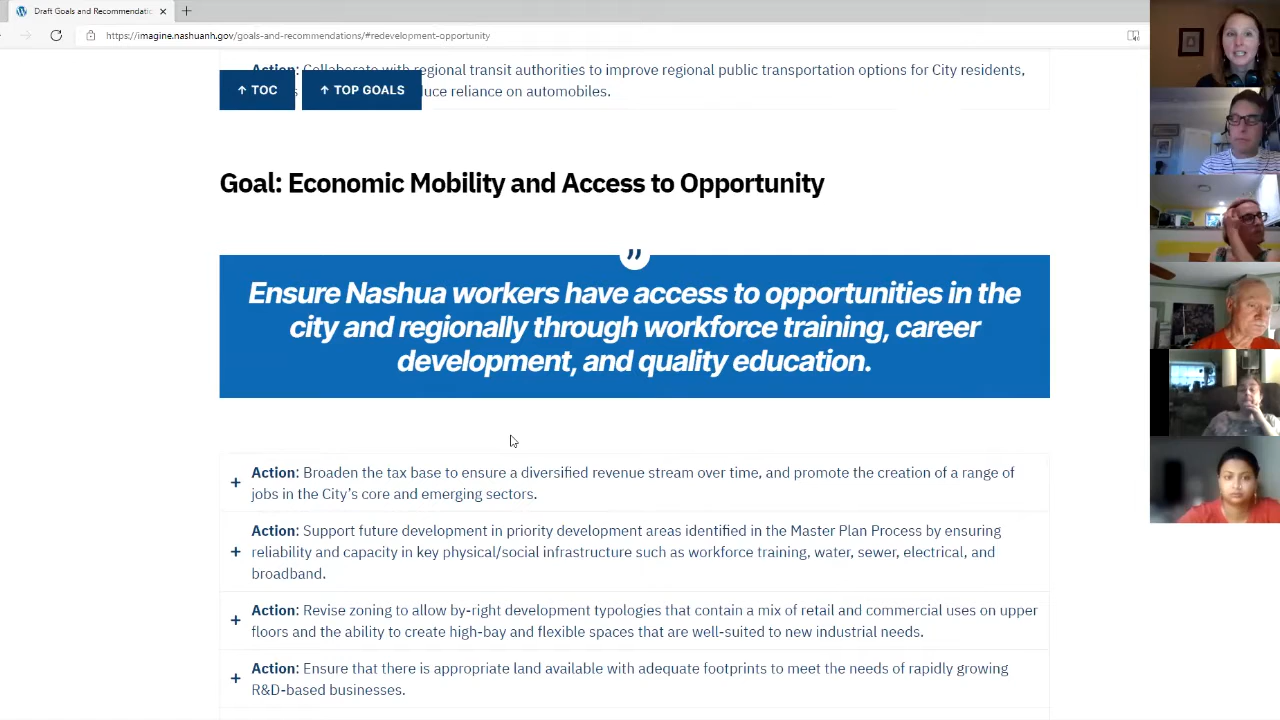 Draft Goals and Recommendatio
https://imagine.nashuanh.gov/goals-and-recommendations/#redevelopment-opportunity
Action: Collaborate with regional transit authorities to improve regional public transportation options for City residents,
↑ TOC
↑ TOP GOALS
reliance on automobiles.
Goal: Economic Mobility and Access to Opportunity
”
Ensure Nashua workers have access to opportunities in the
city and regionally through workforce training, career
development, and quality education.
+ Action: Broaden the tax base to ensure a diversified revenue stream over time, and promote the creation of a range of
jobs in the City’s core and emerging sectors.
+ Action: Support future development in priority development areas identified in the Master Plan Process by ensuring
reliability and capacity in key physical/social infrastructure such as workforce training, water, sewer, electrical, and
broadband.
+ Action: Revise zoning to allow by-right development typologies that contain a mix of retail and commercial uses on upper
floors and the ability to create high-bay and flexible spaces that are well-suited to new industrial needs.
+ Action: Ensure that there is appropriate land available with adequate footprints to meet the needs of rapidly growing
R&D-based businesses.